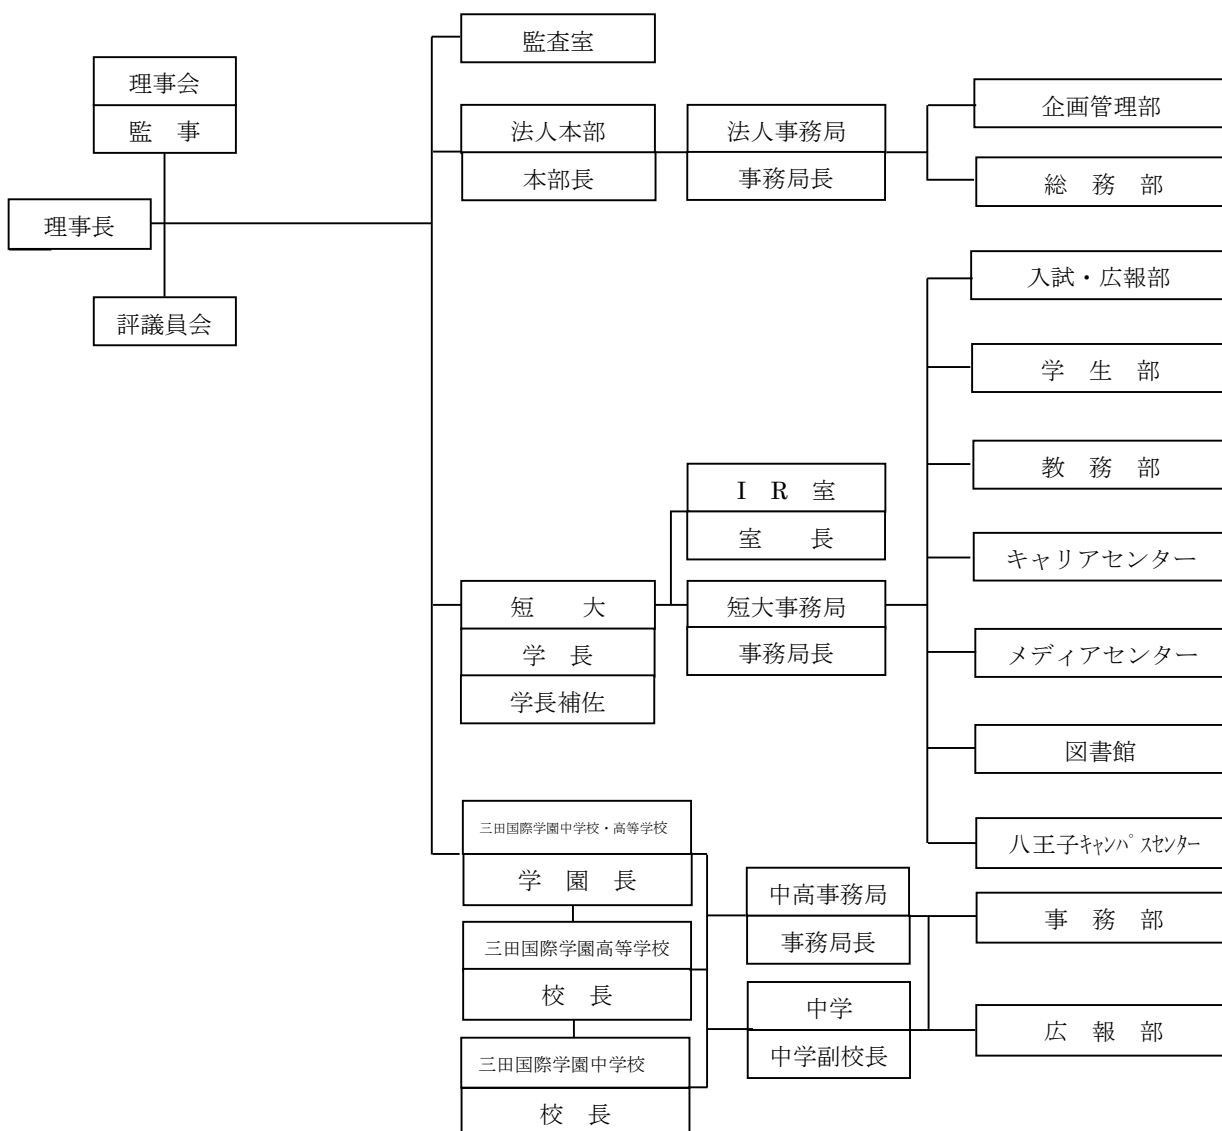 監査室
理事会
監　事
理事長
評議員会
法人本部
本部長
法人事務局
事務局長
企画管理部
総　務　部
入試・広報部
学　生　部
教　務　部
キャリアセンター
メディアセンター
図書館
八王子ｷｬﾝﾊﾟｽｾﾝﾀｰ
Ｉ　Ｒ　室
室　　長
短　　大
学　長
学長補佐
短大事務局
事務局長
三田国際学園中学校・高等学校
学　園　長
三田国際学園高等学校
校　長
三田国際学園中学校
校　長
中高事務局
事務局長
中学
中学副校長
事　務　部
広　報　部